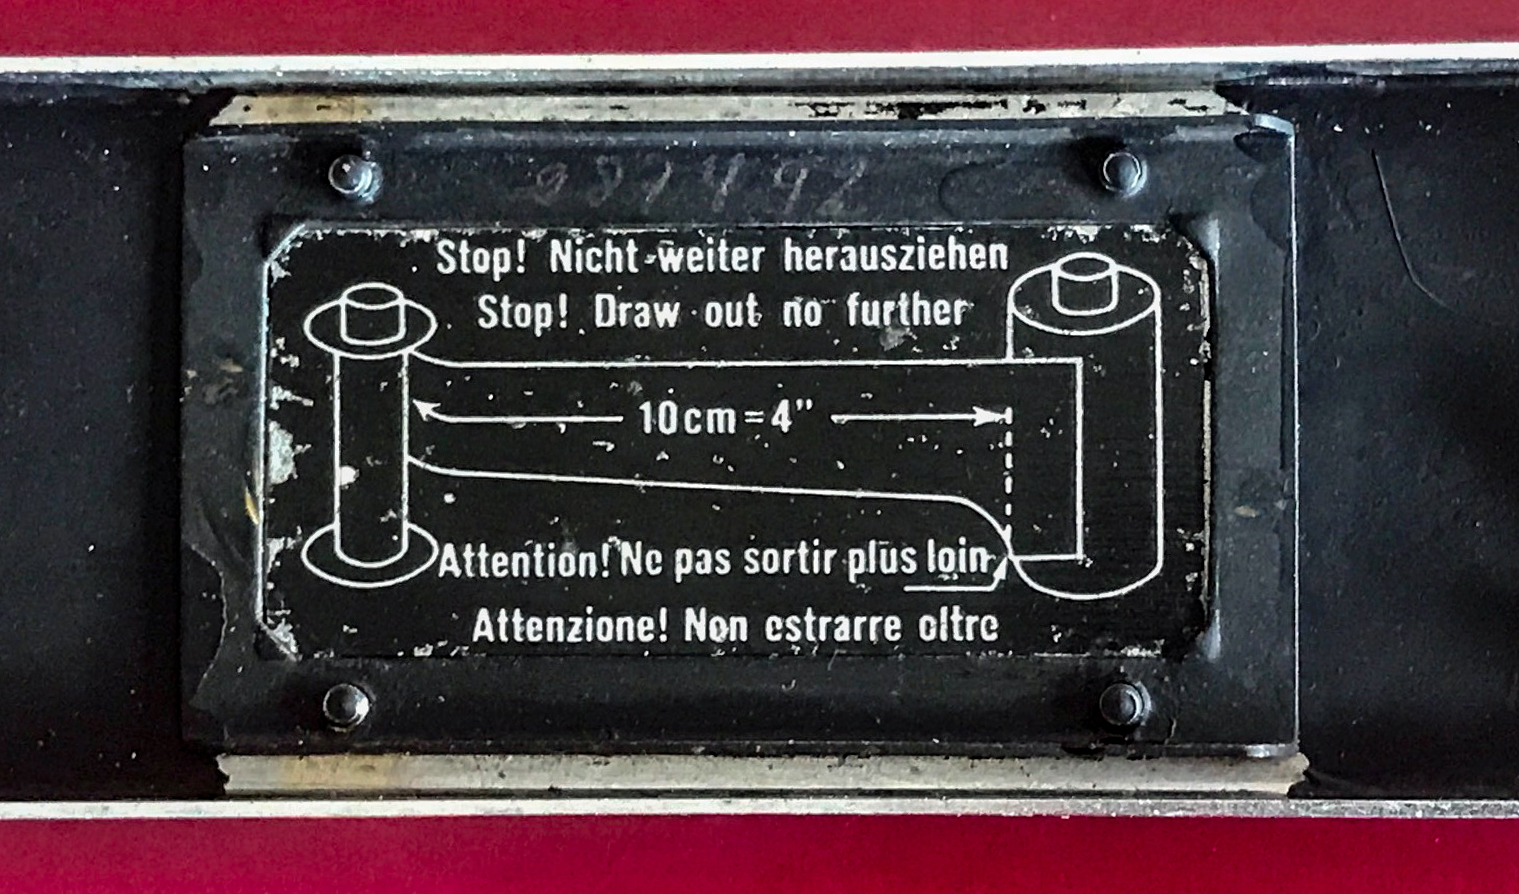 Stop! Nicht weiter herausziehen
Stop! Draw out no further
10cm = 4"
Attention! Ne pas sortir plus loin
Attenzione! Non estrarre oltre